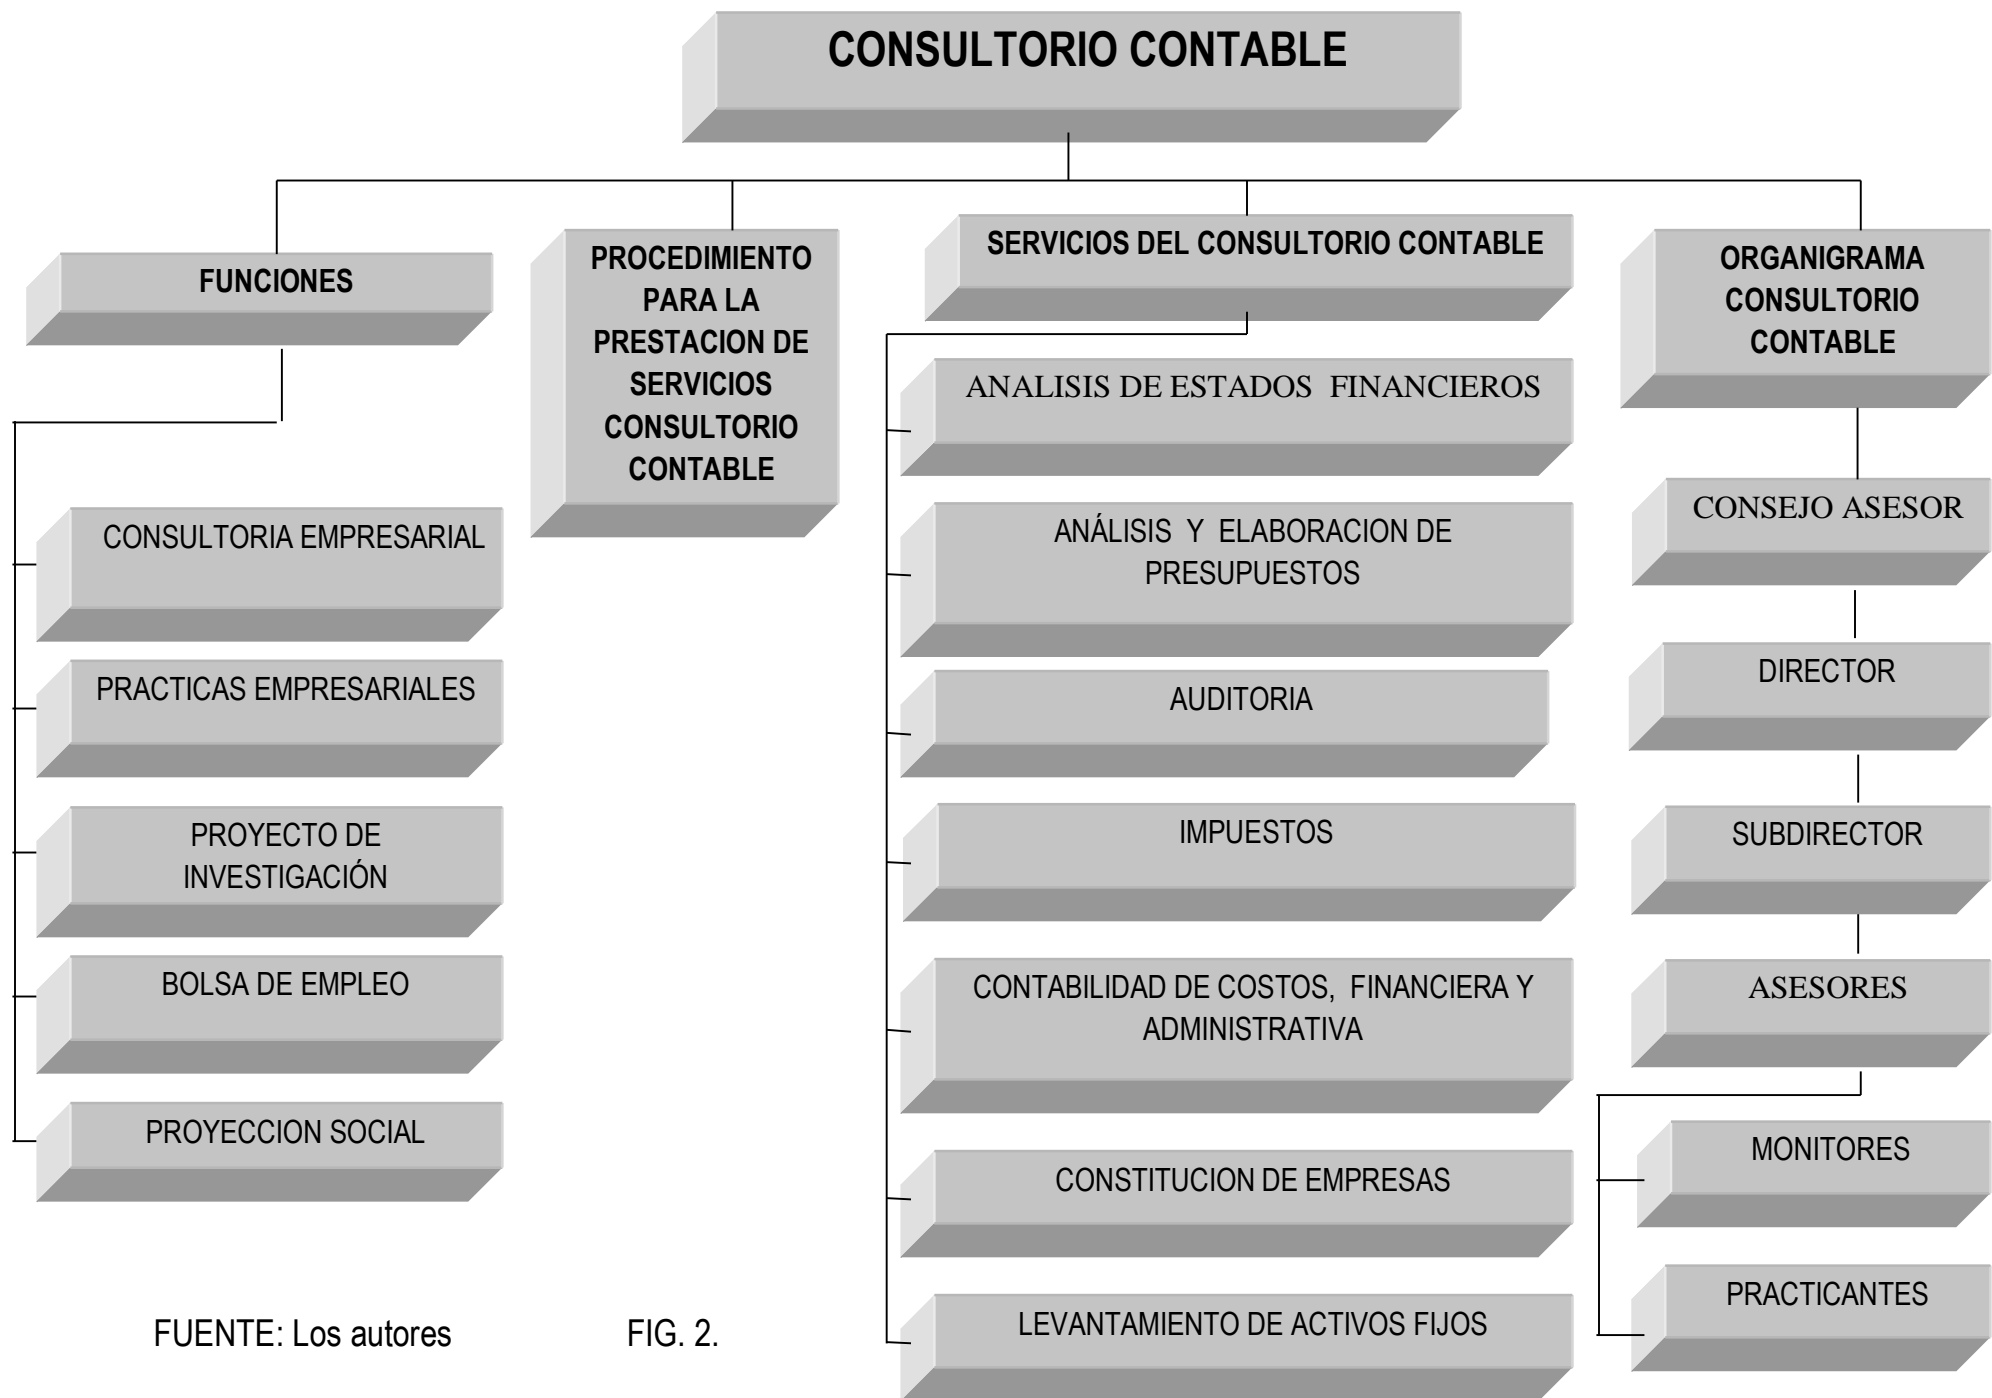 CONSULTORIO CONTABLE
FUNCIONES
CONSULTORIA EMPRESARIAL
PRACTICAS EMPRESARIALES
PROYECTO DE
INVESTIGACIÓN
BOLSA DE EMPLEO
PROYECCION SOCIAL
PROCEDIMIENTO
PARA LA
PRESTACION DE
SERVICIOS
CONSULTORIO
CONTABLE
SERVICIOS DEL CONSULTORIO CONTABLE
ANALISIS DE ESTADOS  FINANCIEROS
ANÁLISIS  Y  ELABORACION DE
PRESUPUESTOS
AUDITORIA
IMPUESTOS
CONTABILIDAD DE COSTOS,  FINANCIERA Y
ADMINISTRATIVA
CONSTITUCION DE EMPRESAS
LEVANTAMIENTO DE ACTIVOS FIJOS
ORGANIGRAMA
CONSULTORIO
CONTABLE
CONSEJO ASESOR
DIRECTOR
SUBDIRECTOR
ASESORES
MONITORES
PRACTICANTES
FUENTE: Los autores
FIG. 2.